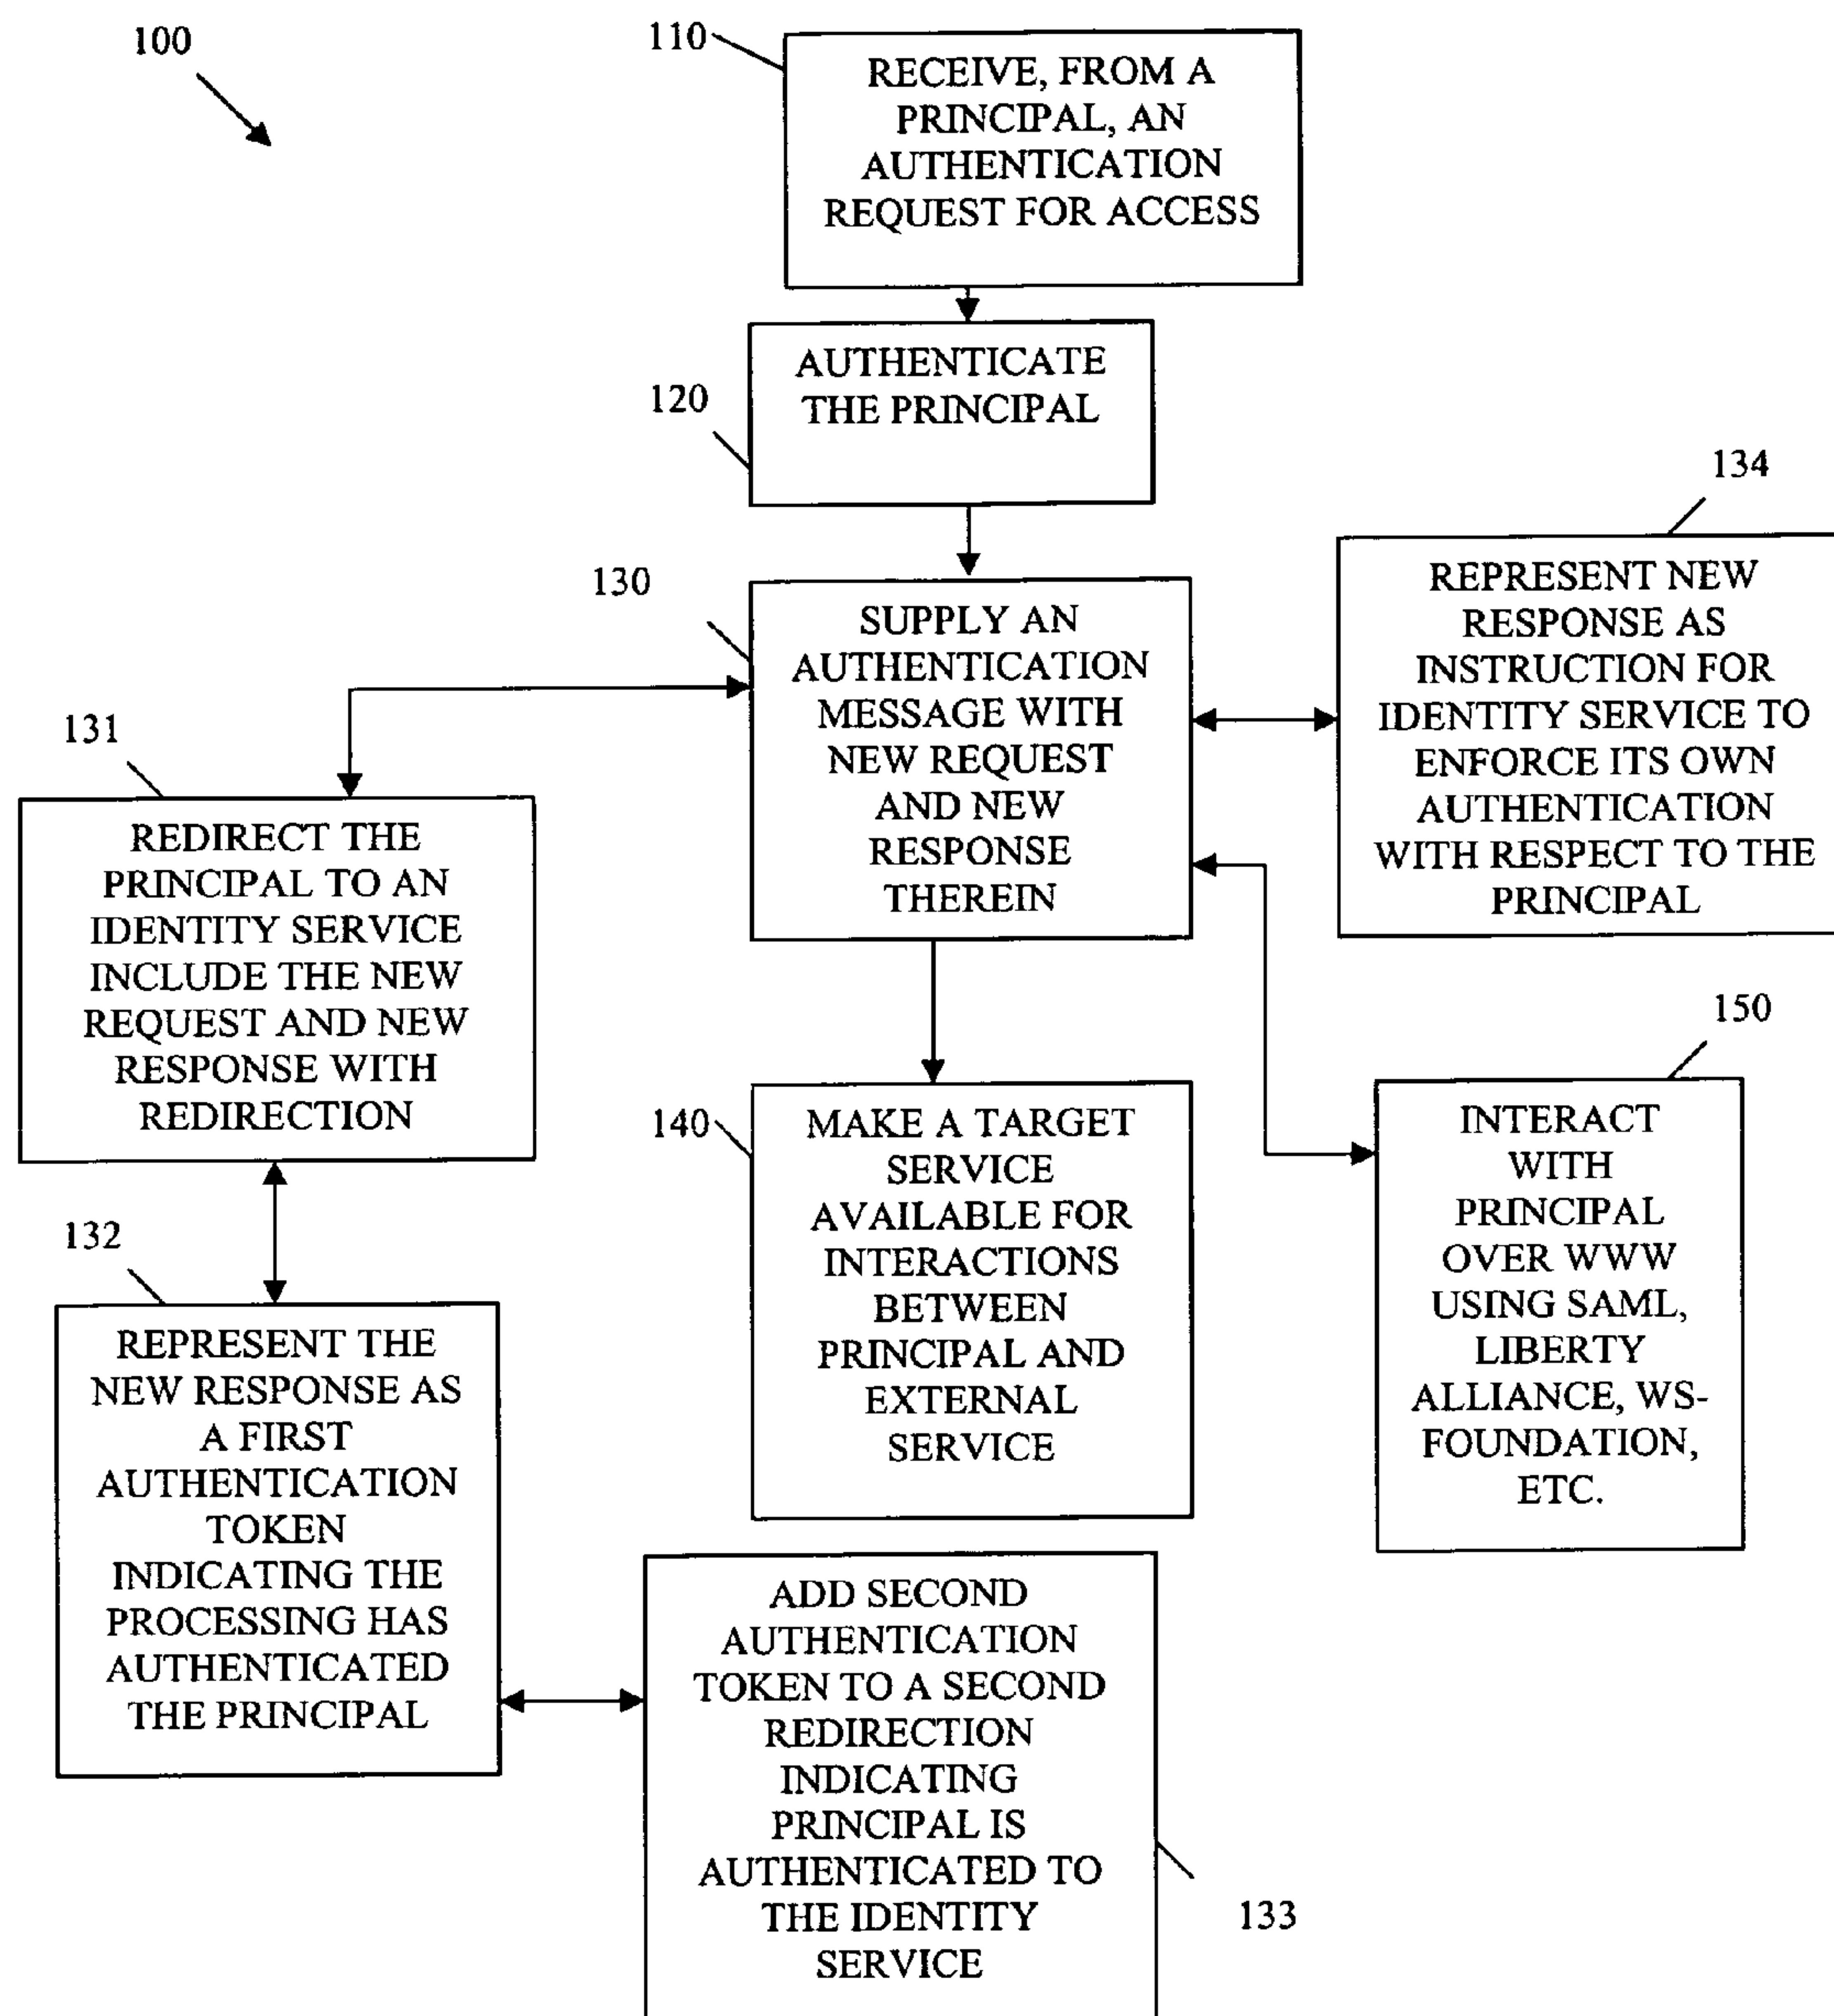 100
110
RECEIVE, FROM A
PRINCIPAL, AN
AUTHENTICATION
REQUEST FOR ACCESS
120
AUTHENTICATE
THE PRINCIPAL
130
SUPPLY AN
AUTHENTICATION
MESSAGE WITH
NEW REQUEST
AND NEW
RESPONSE
THEREIN
134
REPRESENT NEW
RESPONSE AS
INSTRUCTION FOR
IDENTITY SERVICE TO
ENFORCE ITS OWN
AUTHENTICATION
WITH RESPECT TO THE
PRINCIPAL
131
REDIRECT THE
PRINCIPAL TO AN
IDENTITY SERVICE
INCLUDE THE NEW
REQUEST AND NEW
RESPONSE WITH
REDIRECTION
140
MAKE A TARGET
SERVICE
AVAILABLE FOR
INTERACTIONS
BETWEEN
PRINCIPAL AND
EXTERNAL
SERVICE
150
INTERACT
WITH
PRINCIPAL
OVER WWW
USING SAML,
LIBERTY
ALLIANCE, WS-
FOUNDATION,
ETC.
132
REPRESENT THE
NEW RESPONSE AS
A FIRST
AUTHENTICATION
TOKEN
INDICATING THE
PROCESSING HAS
AUTHENTICATED
THE PRINCIPAL
ADD SECOND
AUTHENTICATION
TOKEN TO A SECOND
REDIRECTION
INDICATING
PRINCIPAL IS
AUTHENTICATED TO
THE IDENTITY
SERVICE
133